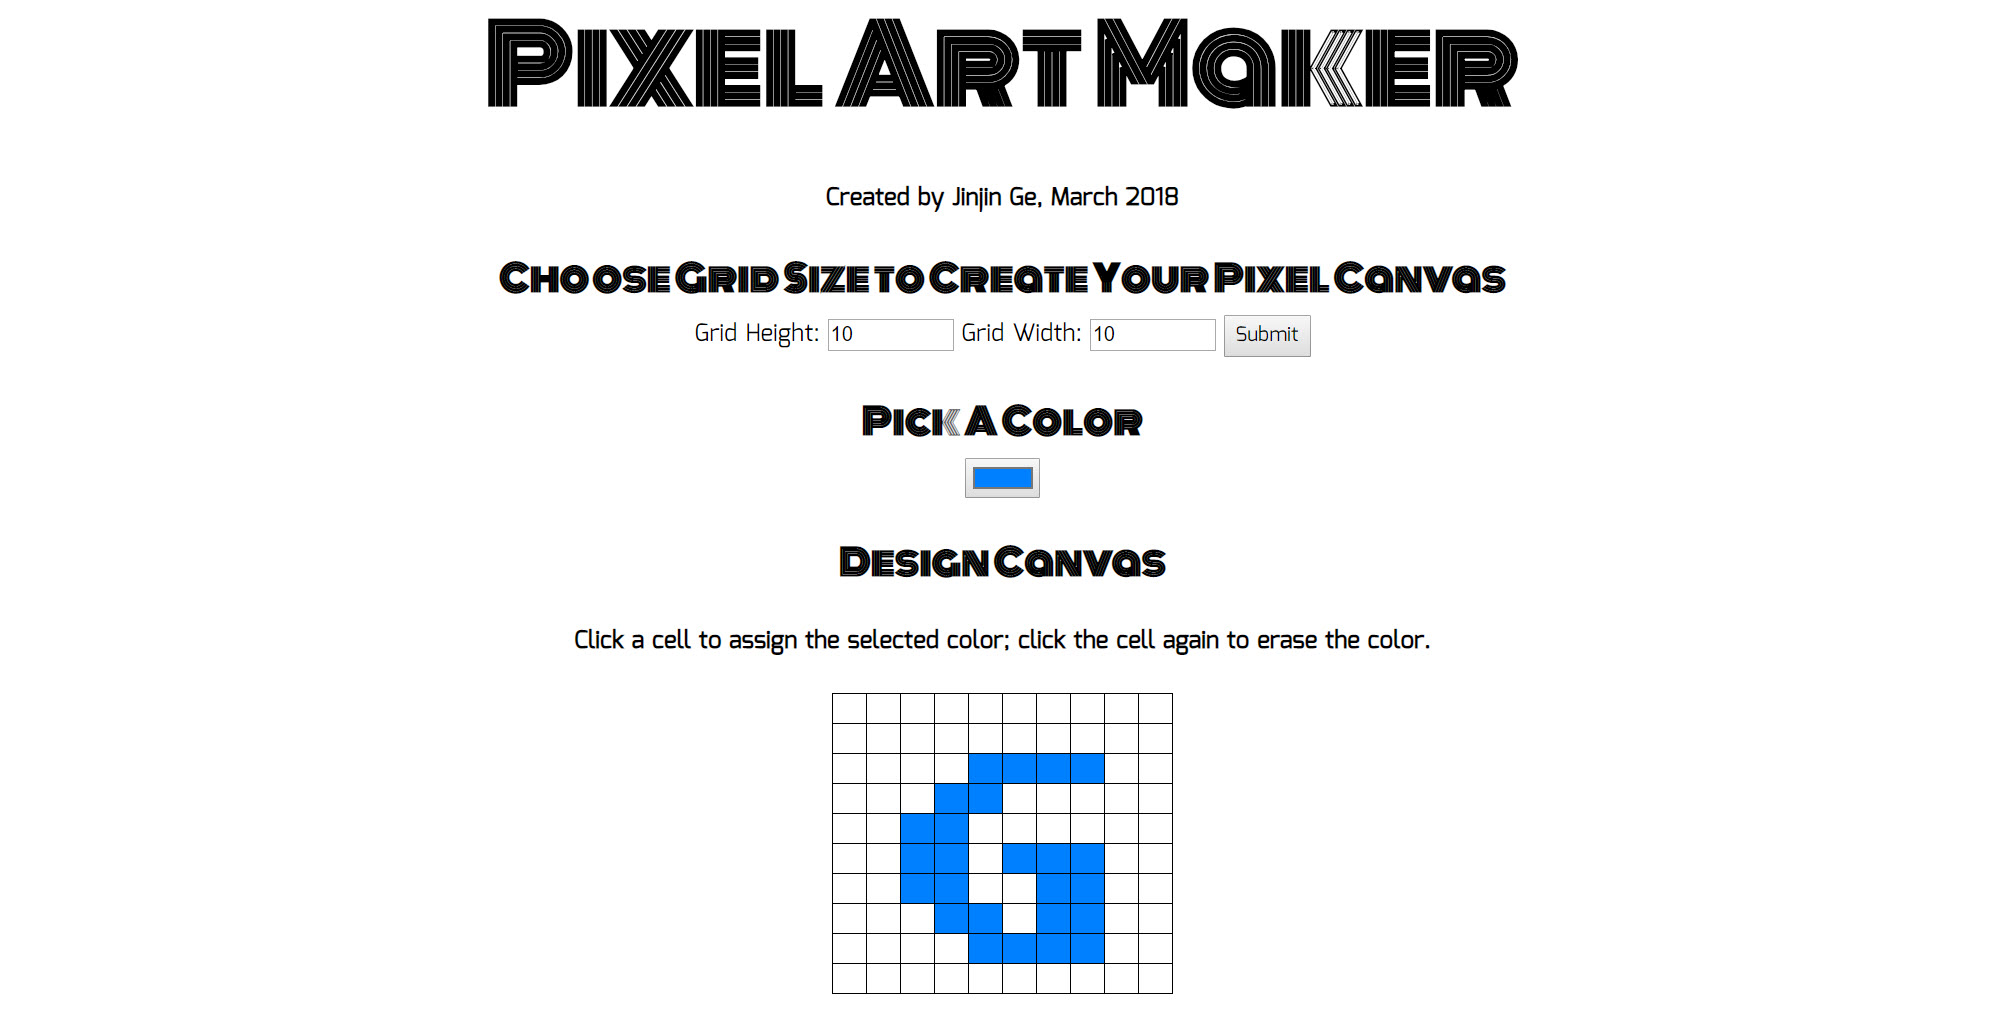 Pixel Art Maker
Created by Jinjin Ge, March 2018
Choose Grid Size to Create Your Pixel Canvas
Grid Height: 10 Grid Width: 10 Submit
Pick A Color
Design Canvas
Click a cell to assign the selected color; click the cell again to erase the color.